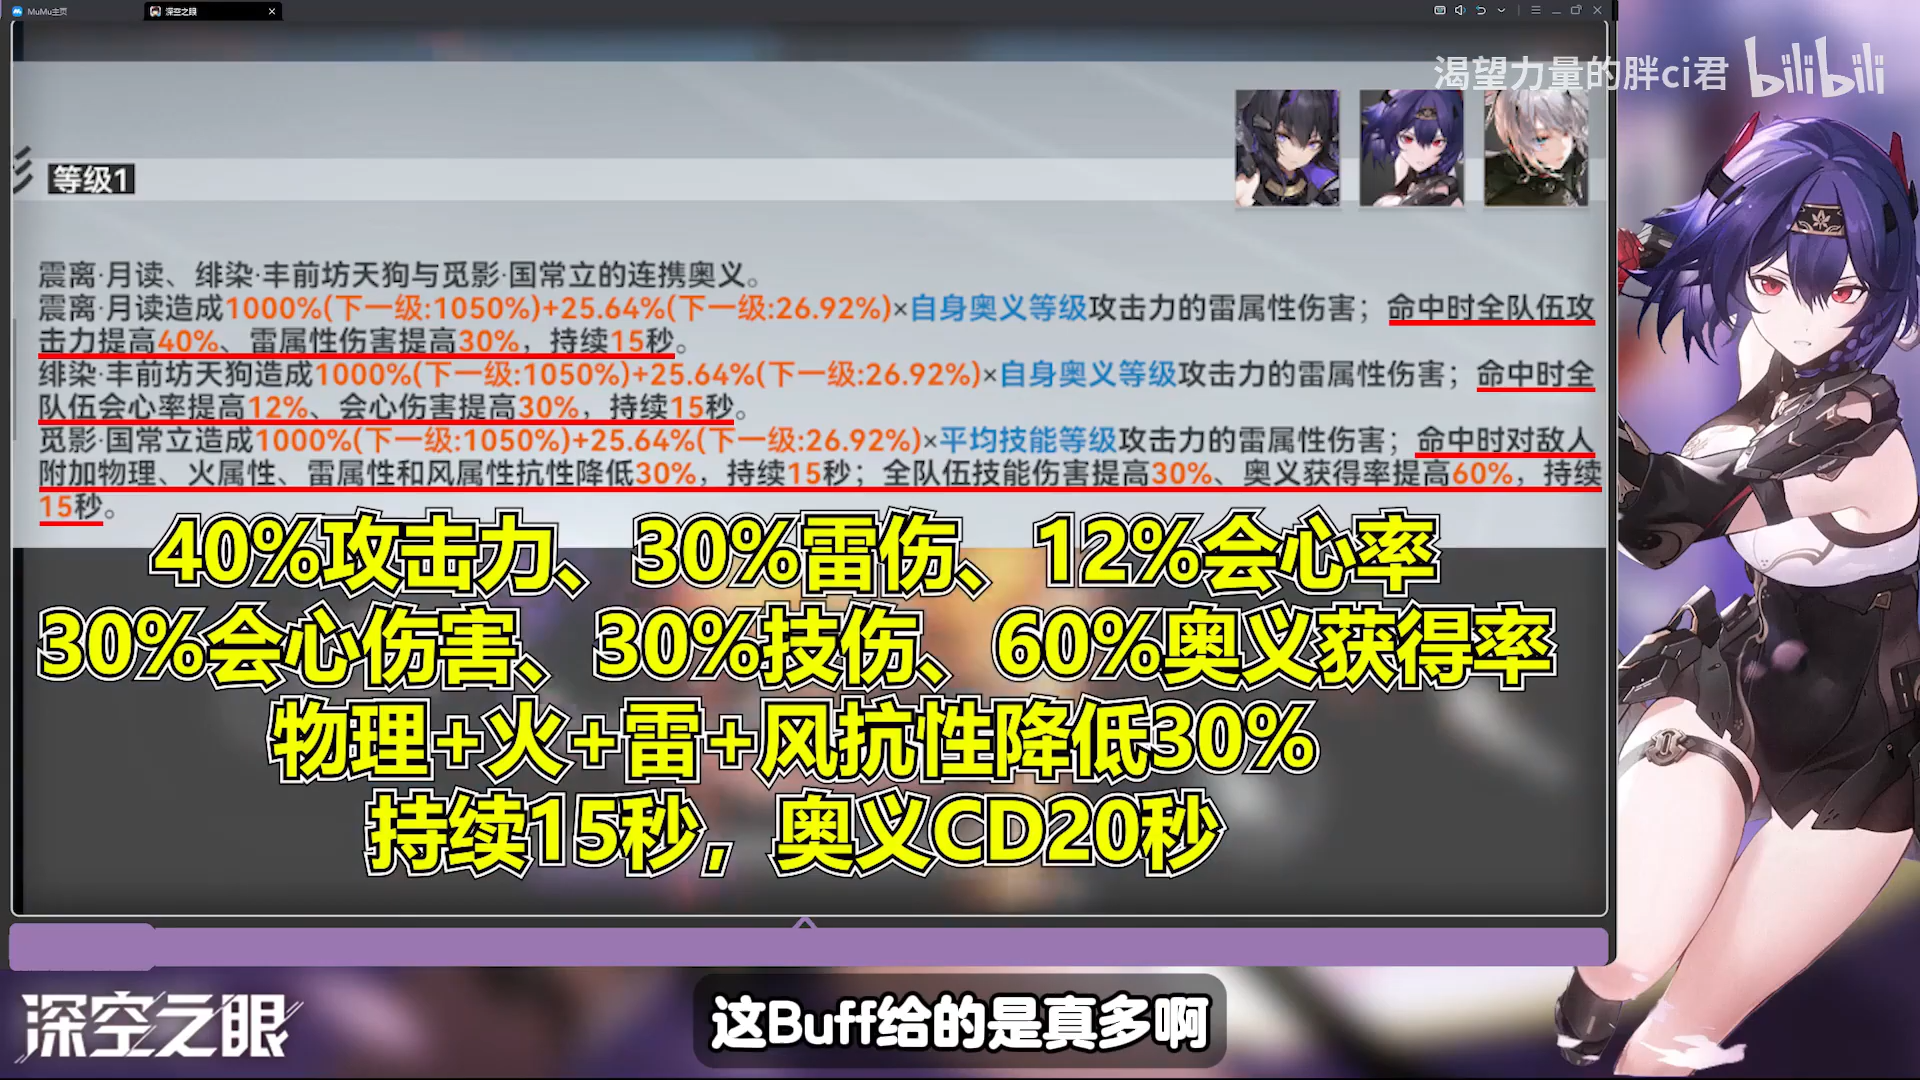 MuMu主页
深空之眼
渴望力量的胖ci君 bilibili
等级1
震离·月读、绯染·丰前坊天狗与觅影·国常立的连携奥义。
震离·月读造成1000%(下一级:1050%)+25.64%(下一级:26.92%)×自身奥义等级攻击力的雷属性伤害；命中时全队伍攻
击力提高40%、雷属性伤害提高30%，持续15秒。
绯染·丰前坊天狗造成1000%(下一级:1050%)+25.64%(下一级:26.92%)×自身奥义等级攻击力的雷属性伤害；命中时全
队伍会心率提高12%、会心伤害提高30%，持续15秒。
觅影·国常立造成1000%(下一级:1050%)+25.64%(下一级:26.92%)×平均技能等级攻击力的雷属性伤害；命中时对敌人
附加物理、火属性、雷属性和风属性抗性降低30%，持续15秒；全队伍技能伤害提高30%、奥义获得率提高60%，持续
15秒。
40%攻击力、30%雷伤、12%会心率
30%会心伤害、30%技伤、60%奥义获得率
物理+火+雷+风抗性降低30%
持续15秒，奥义CD20秒
深空之眼
这Buff给的是真多啊